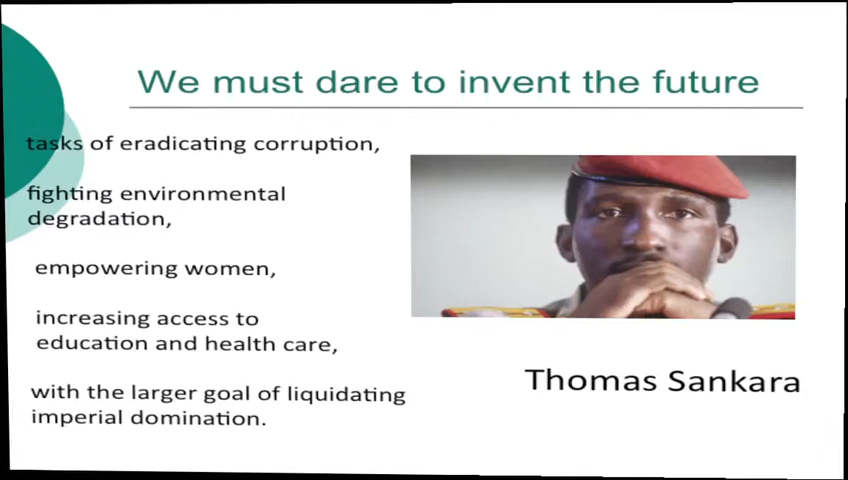 We must dare to invent the future
tasks of eradicating corruption,
fighting environmental
degradation,
empowering women,
increasing access to
education and health care,
with the larger goal of liquidating
imperial domination.
Thomas Sankara